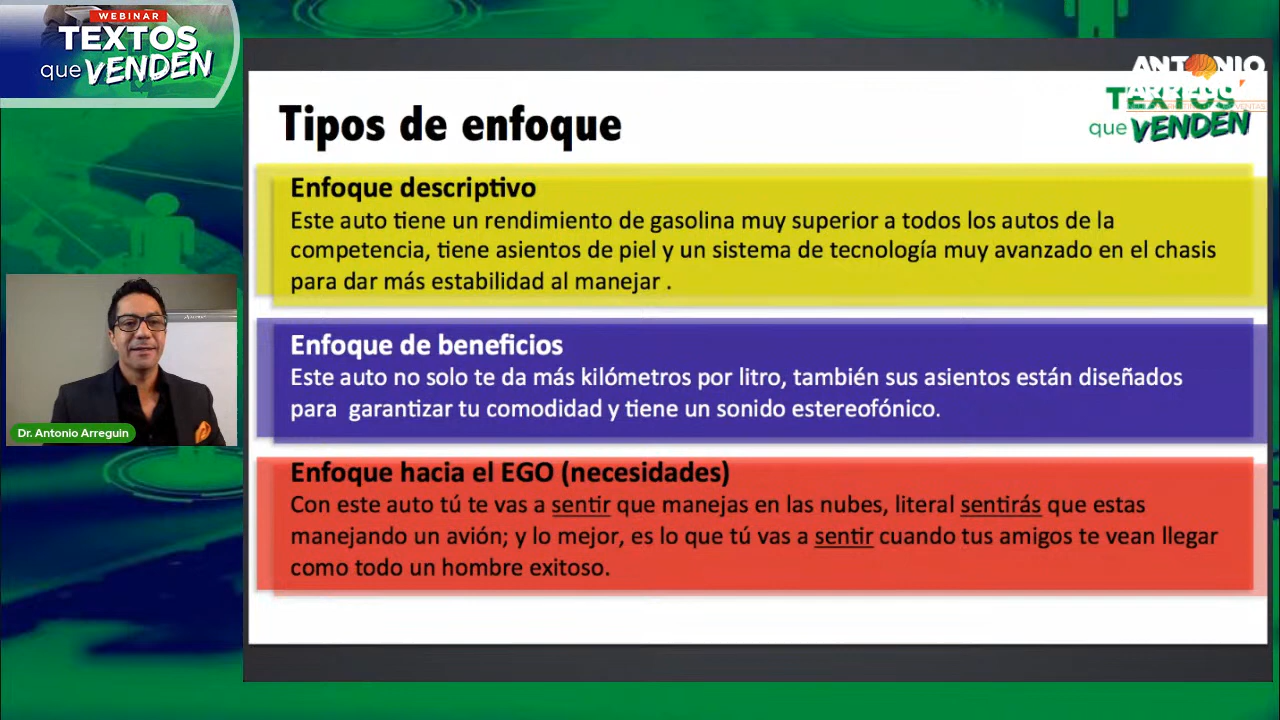 WEBINAR
TEXTOS
que VENDEN
ANTONIO
TEXTOS
que VENDEN
Tipos de enfoque
Enfoque descriptivo
Este auto tiene un rendimiento de gasolina muy superior a todos los autos de la
competencia, tiene asientos de piel y un sistema de tecnología muy avanzado en el chasis
para dar más estabilidad al manejar .
Enfoque de beneficios
Este auto no solo te da más kilómetros por litro, también sus asientos están diseñados
para  garantizar tu comodidad y tiene un sonido estereofónico.
Enfoque hacia el EGO (necesidades)
Con este auto tú te vas a sentir que manejas en las nubes, literal sentirás que estas
manejando un avión; y lo mejor, es lo que tú vas a sentir cuando tus amigos te vean llegar
como todo un hombre exitoso.
Dr. Antonio Arreguin